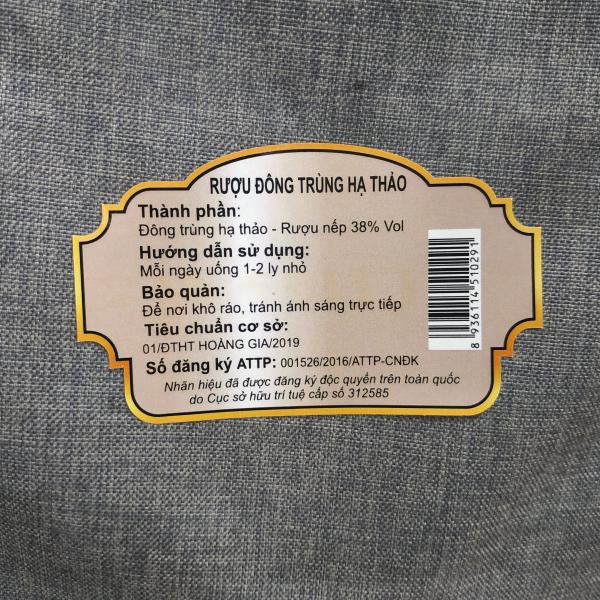 RƯỢU ĐÔNG TRÙNG HẠ THẢO
Thành phần:
Đông trùng hạ thảo - Rượu nếp 38% Vol
Hướng dẫn sử dụng:
Mỗi ngày uống 1-2 ly nhỏ
Bảo quản:
Để nơi khô ráo, tránh ánh sáng trực tiếp
Tiêu chuẩn cơ sở:
01/ĐTHT HOÀNG GIA/2019
Số đăng ký ATTP: 001526/2016/ATTP-CNĐK
Nhãn hiệu đã được đăng ký độc quyền trên toàn quốc
do Cục sở hữu trí tuệ cấp số 312585
8 936114 510291